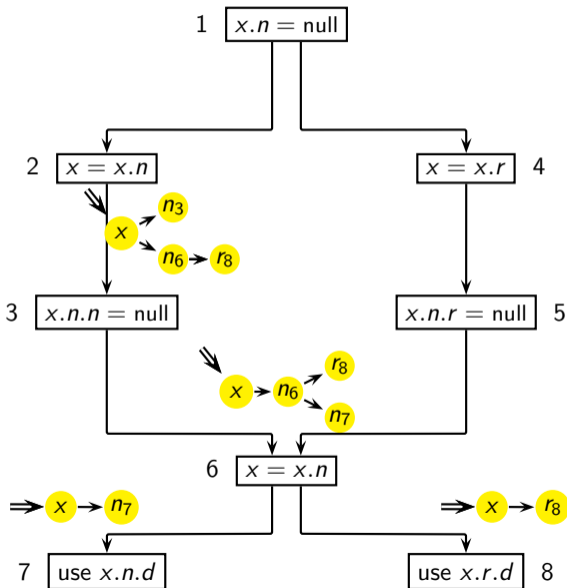 1 x.n = null
2 x = x.n
x = x.r 4
x n₃
n₆ r₈
3 x.n.n = null
x.n.r = null 5
x n₆ r₈
n₇
6 x = x.n
x n₇
x r₈
7 use x.n.d
use x.r.d 8